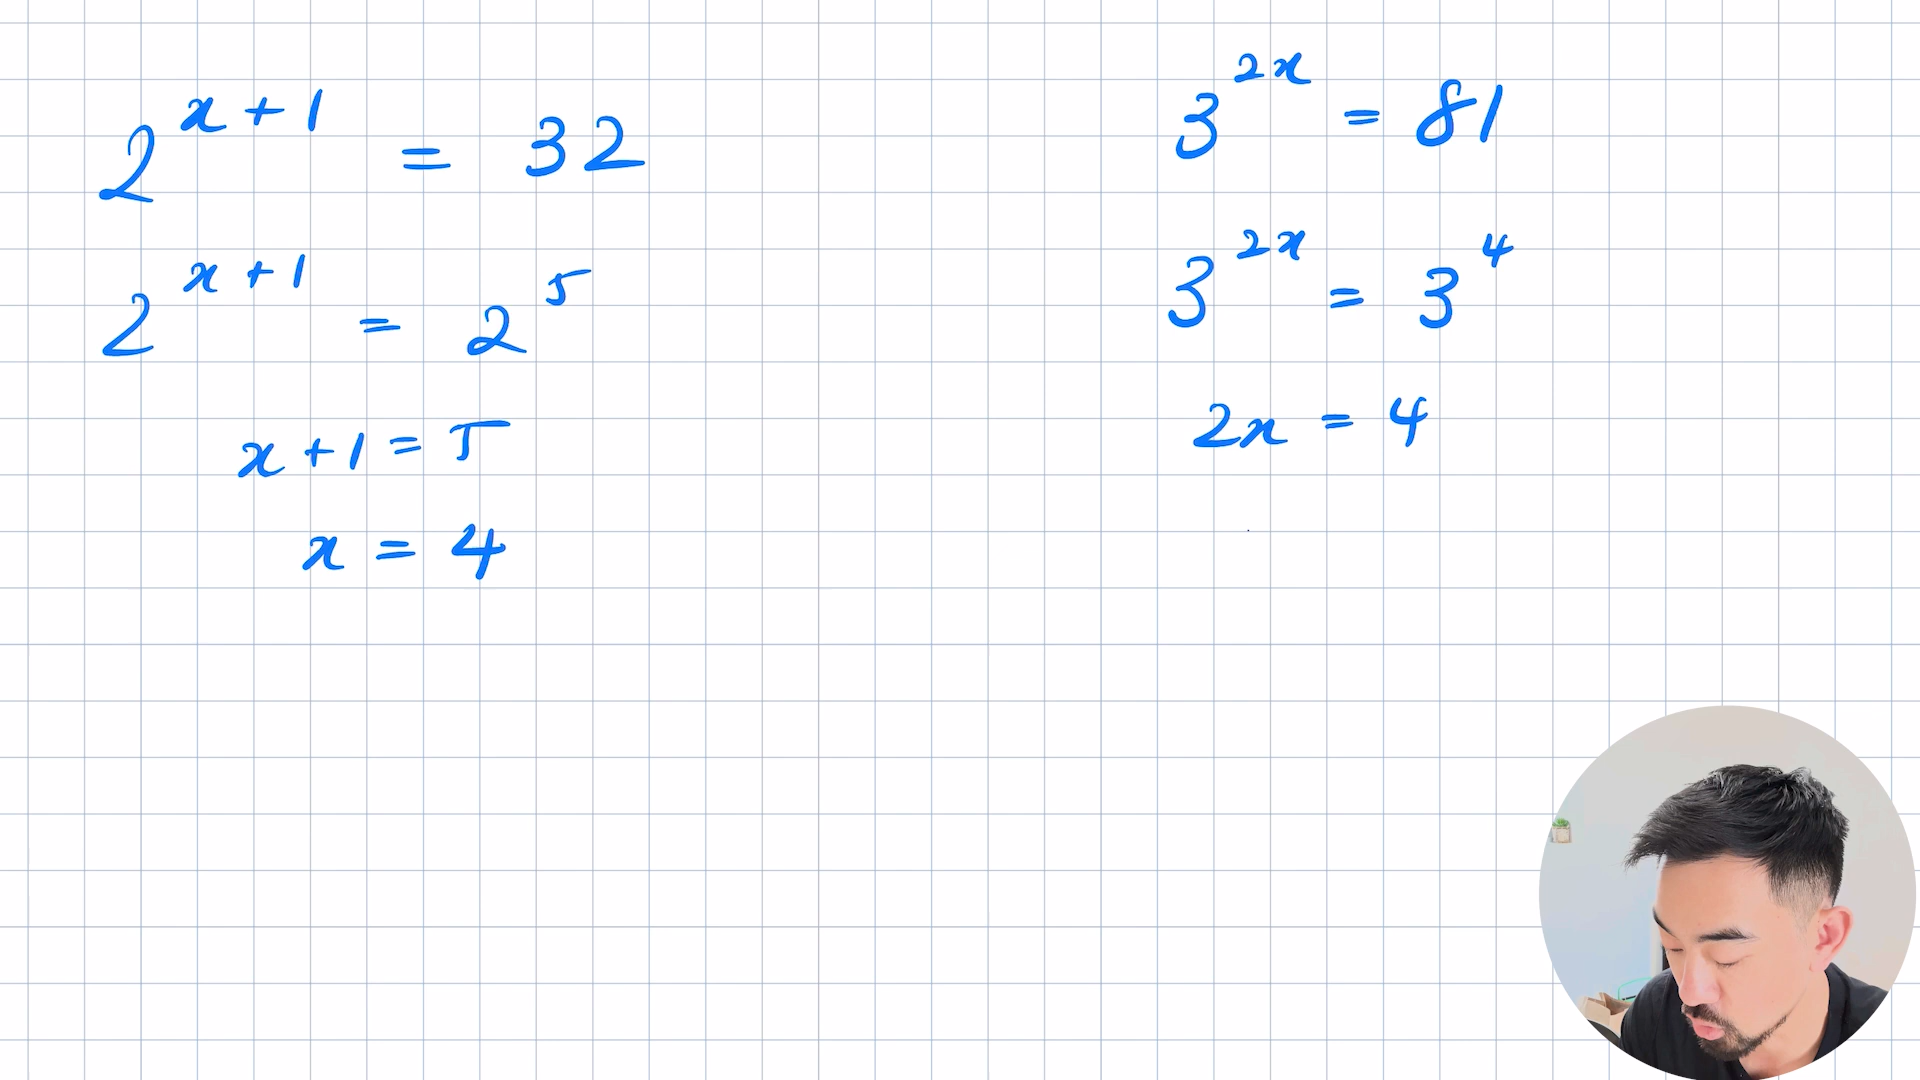 2^{x+1} = 32
2^{x+1} = 2^5
x+1=5
x = 4
3^{2x} = 81
3^{2x} = 3^4
2x = 4